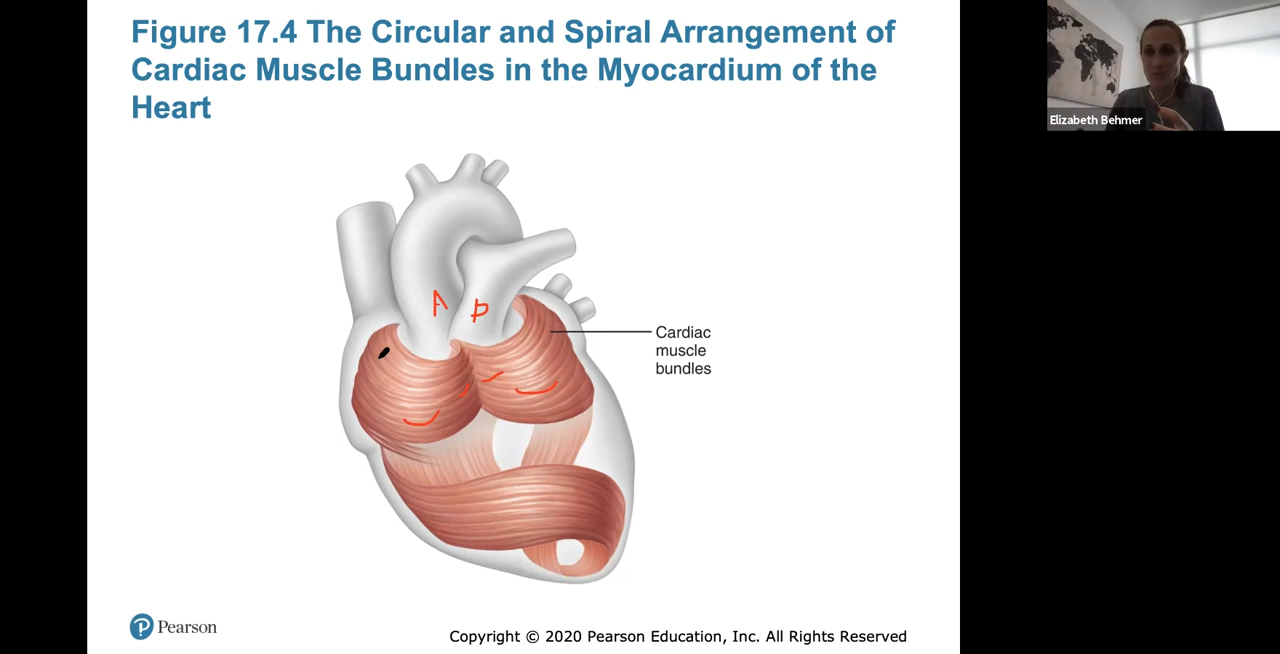 Figure 17.4 The Circular and Spiral Arrangement of
Cardiac Muscle Bundles in the Myocardium of the
Heart
Elizabeth Behmer
A p
Cardiac
muscle
bundles
Pearson
Copyright © 2020 Pearson Education, Inc. All Rights Reserved